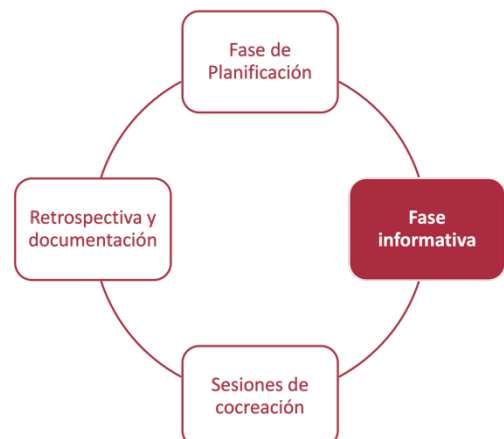 Fase de
Planificación
Fase
informativa
Sesiones de
cocreación
Retrospectiva y
documentación